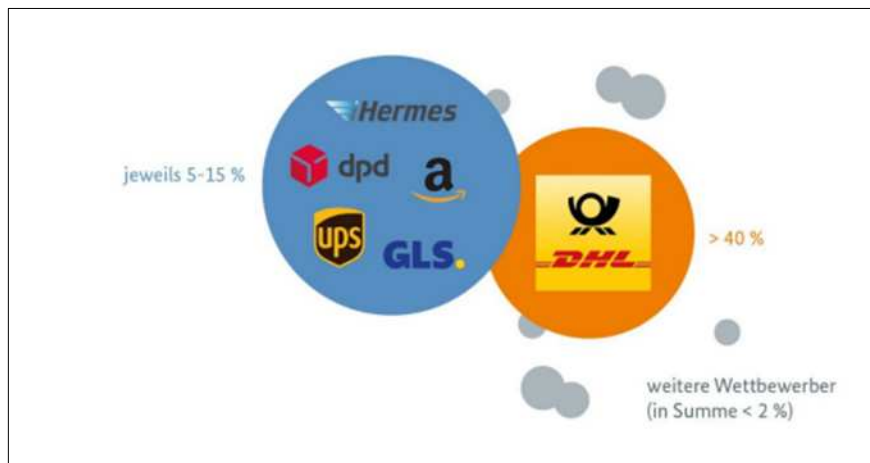 Hermes
dpd
a
jeweils 5-15 %
ups
GLS.
DHL
> 40 %
weitere Wettbewerber
(in Summe < 2 %)